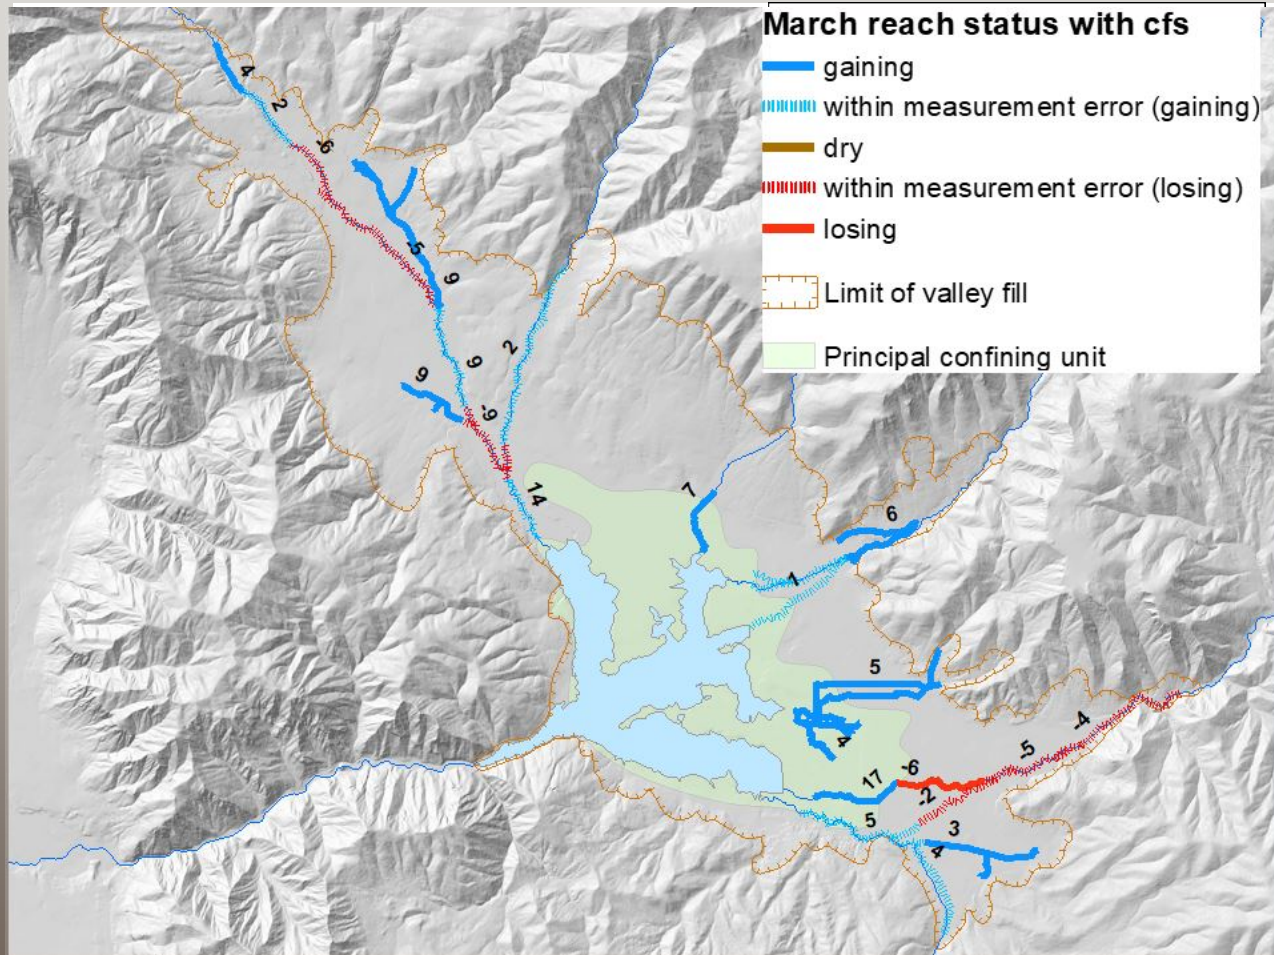 March reach status with cfs
gaining
within measurement error (gaining)
dry
within measurement error (losing)
losing
Limit of valley fill
Principal confining unit
4
2
-6
-5
9
9
2
9
-9
14
7
6
1
5
4
-4
-5
-6
17
-2
5
3
4